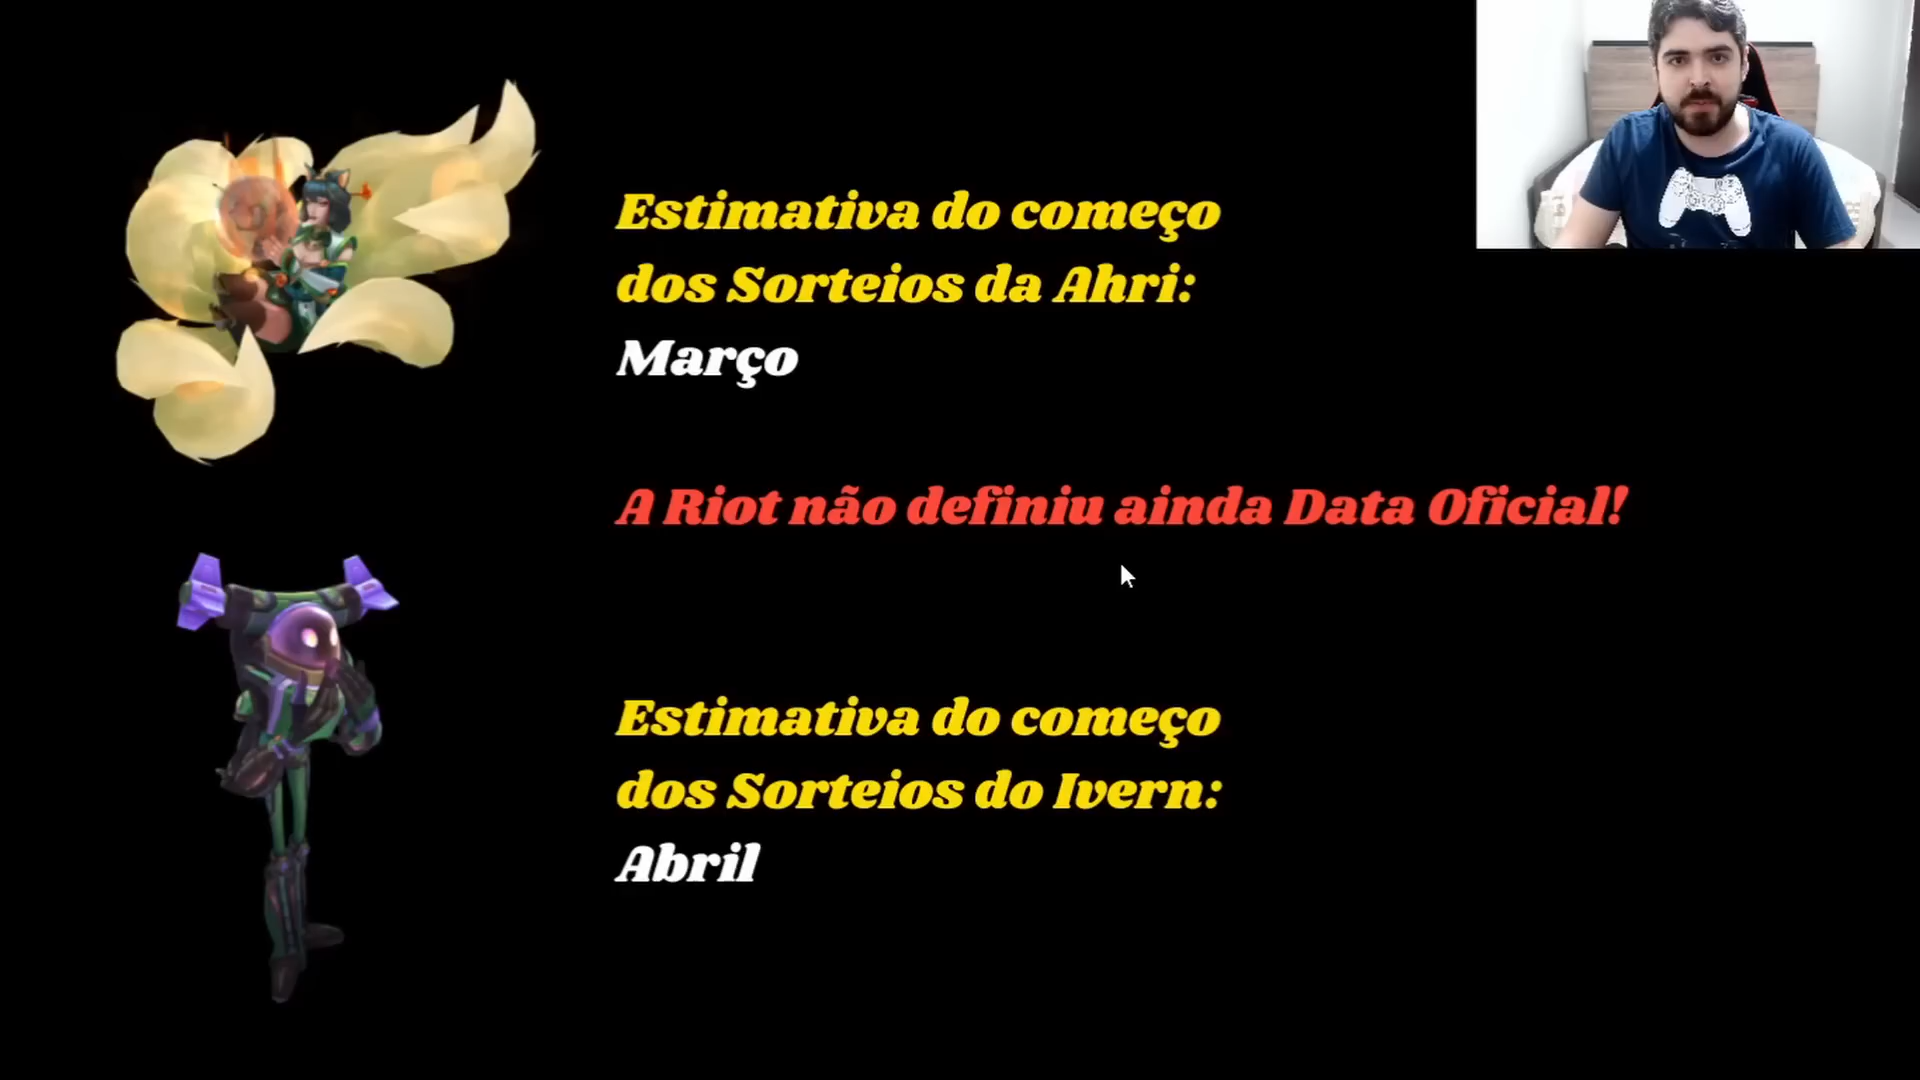 Estimativa do começo
dos Sorteios da Ahri:
Março
A Riot não definiu ainda Data Oficial!
Estimativa do começo
dos Sorteios do Ivern:
Abril